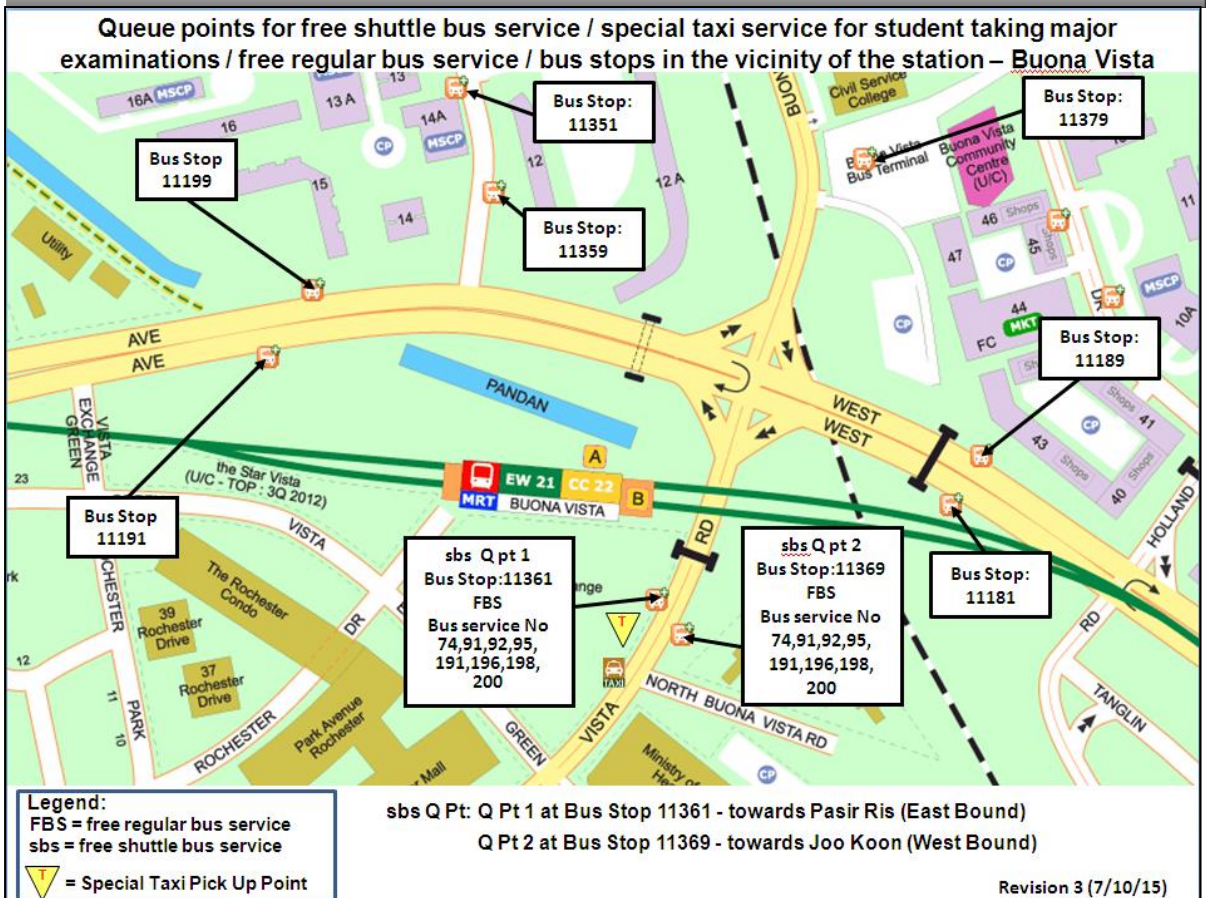 Queue points for free shuttle bus service / special taxi service for student taking major
examinations / free regular bus service / bus stops in the vicinity of the station – Buona Vista
16A MSCP
13
13 A
14A
MSCP
16
CP
12
12 A
15
14
Utility
Bus Stop:
11351
Bus Stop
11199
Bus Stop:
11359
BUON
Civil Service
College
Bus Stop:
11379
Bus Terminal
Buona Vista
Community
Centre
(U/C)
46 Shops
45
Shops
47
CP
11
MSCP
DR
10A
44
MKT
FC
CP
Bus Stop:
11189
AVE
AVE
PANDAN
WEST
WEST
Shops
41
CP
43
40
HOLLAND
VISTA
EXCHANGE
GREEN
the Star Vista
(U/C - TOP : 3Q 2012)
23
A
EW 21 CC 22
B
MRT BUONA VISTA
RD
Bus Stop
11191
VISTA
sbs Q pt 1
Bus Stop:11361
FBS
Bus service No
74,91,92,95,
191,196,198,
200
sbs Q pt 2
Bus Stop:11369
FBS
Bus service No
74,91,92,95,
191,196,198,
200
Bus Stop:
11181
The Rochester
Condo
39
Rochester
Drive
37
Rochester
Drive
DR
T
TAXI
RD
12
11
10
PARK
ROCHESTER
Park Avenue
Rochester
Mall
GREEN
VISTA
NORTH BUONA VISTA RD
Ministry of
CP
TANGLIN
Legend:
FBS = free regular bus service
sbs = free shuttle bus service
T = Special Taxi Pick Up Point
sbs Q Pt: Q Pt 1 at Bus Stop 11361 - towards Pasir Ris (East Bound)
Q Pt 2 at Bus Stop 11369 - towards Joo Koon (West Bound)
Revision 3 (7/10/15)